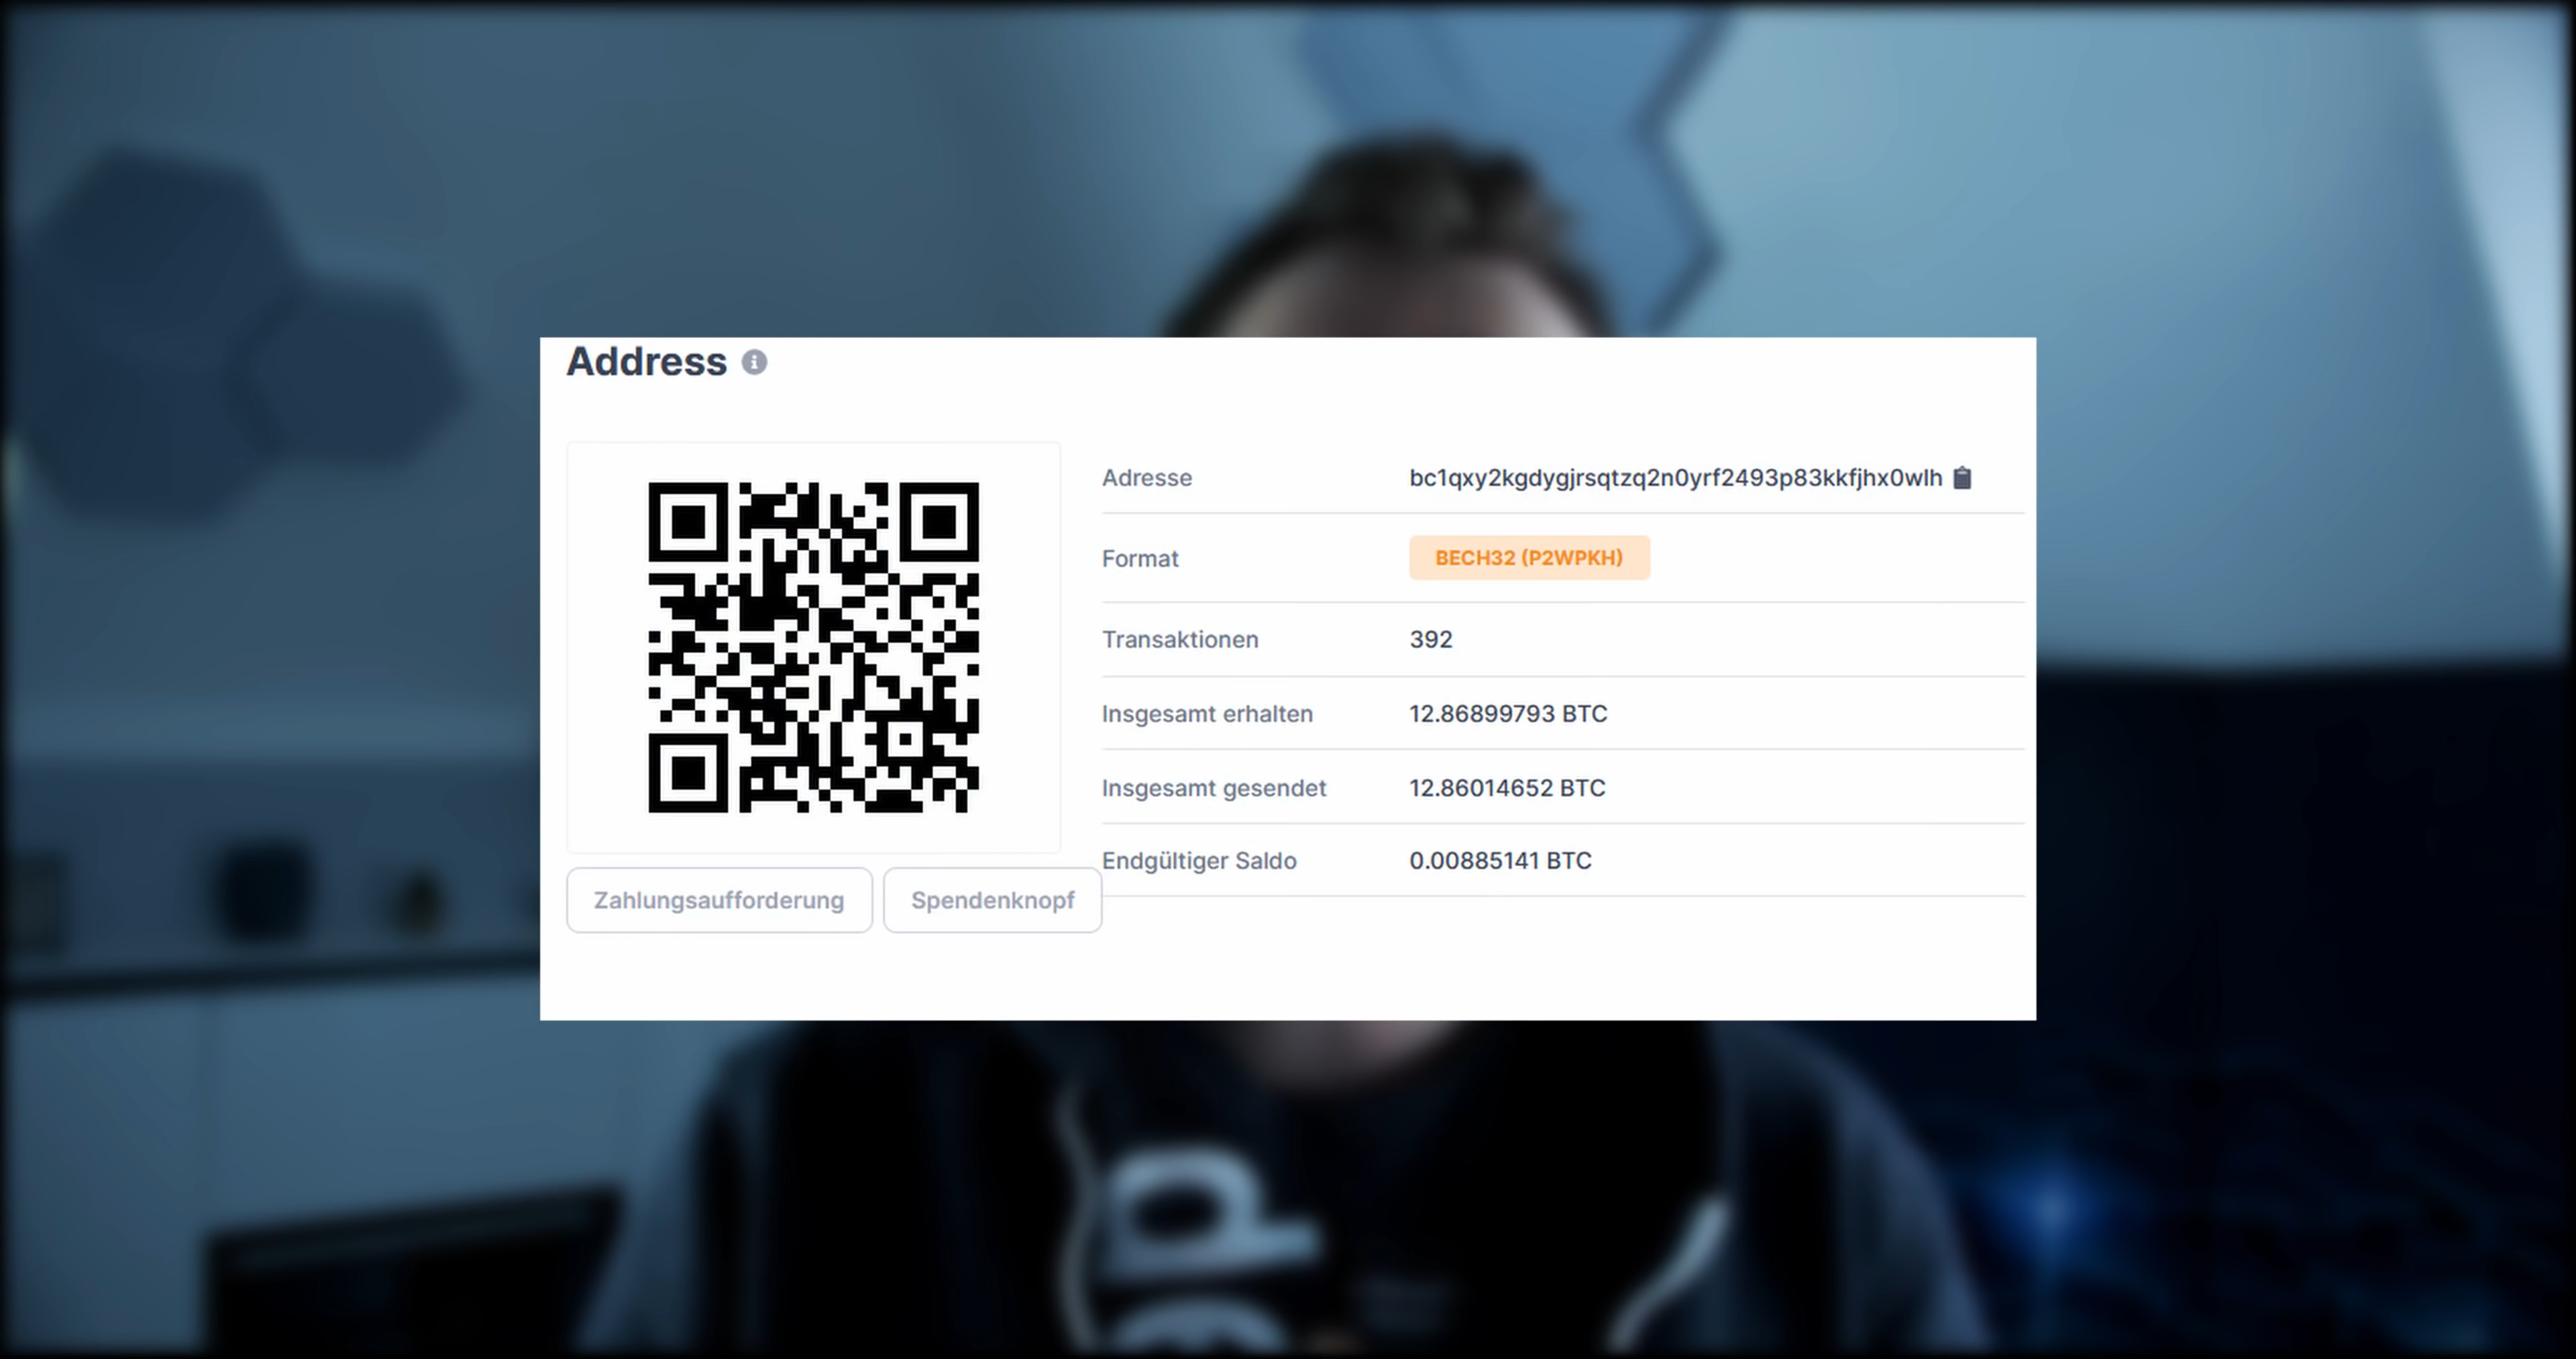 Address
Adresse bc1qxy2kgdygjrsqtzq2n0yrf2493p83kkfjhx0wlh
Format BECH32 (P2WPKH)
Transaktionen 392
Insgesamt erhalten 12.86899793 BTC
Insgesamt gesendet 12.86014652 BTC
Endgültiger Saldo 0.00885141 BTC
Zahlungsaufforderung Spendenknopf